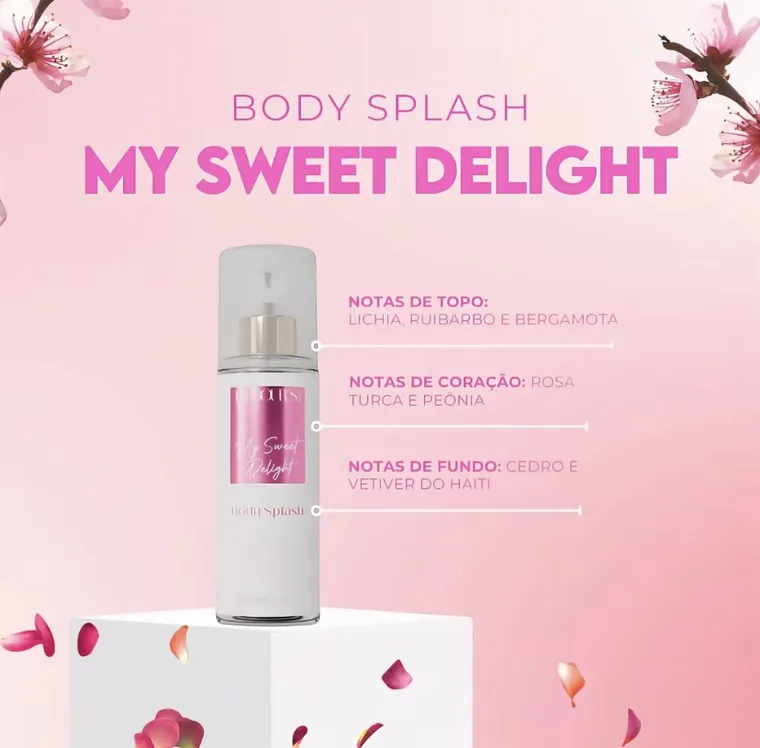 BODY SPLASH
MY SWEET DELIGHT
NOTAS DE TOPO:
LICHIA, RUIBARBO E BERGAMOTA
NOTAS DE CORAÇÃO: ROSA
TURCA E PEÔNIA
NOTAS DE FUNDO: CEDRO E
VETIVER DO HAITI
My Sweet
Delight
Body Splash